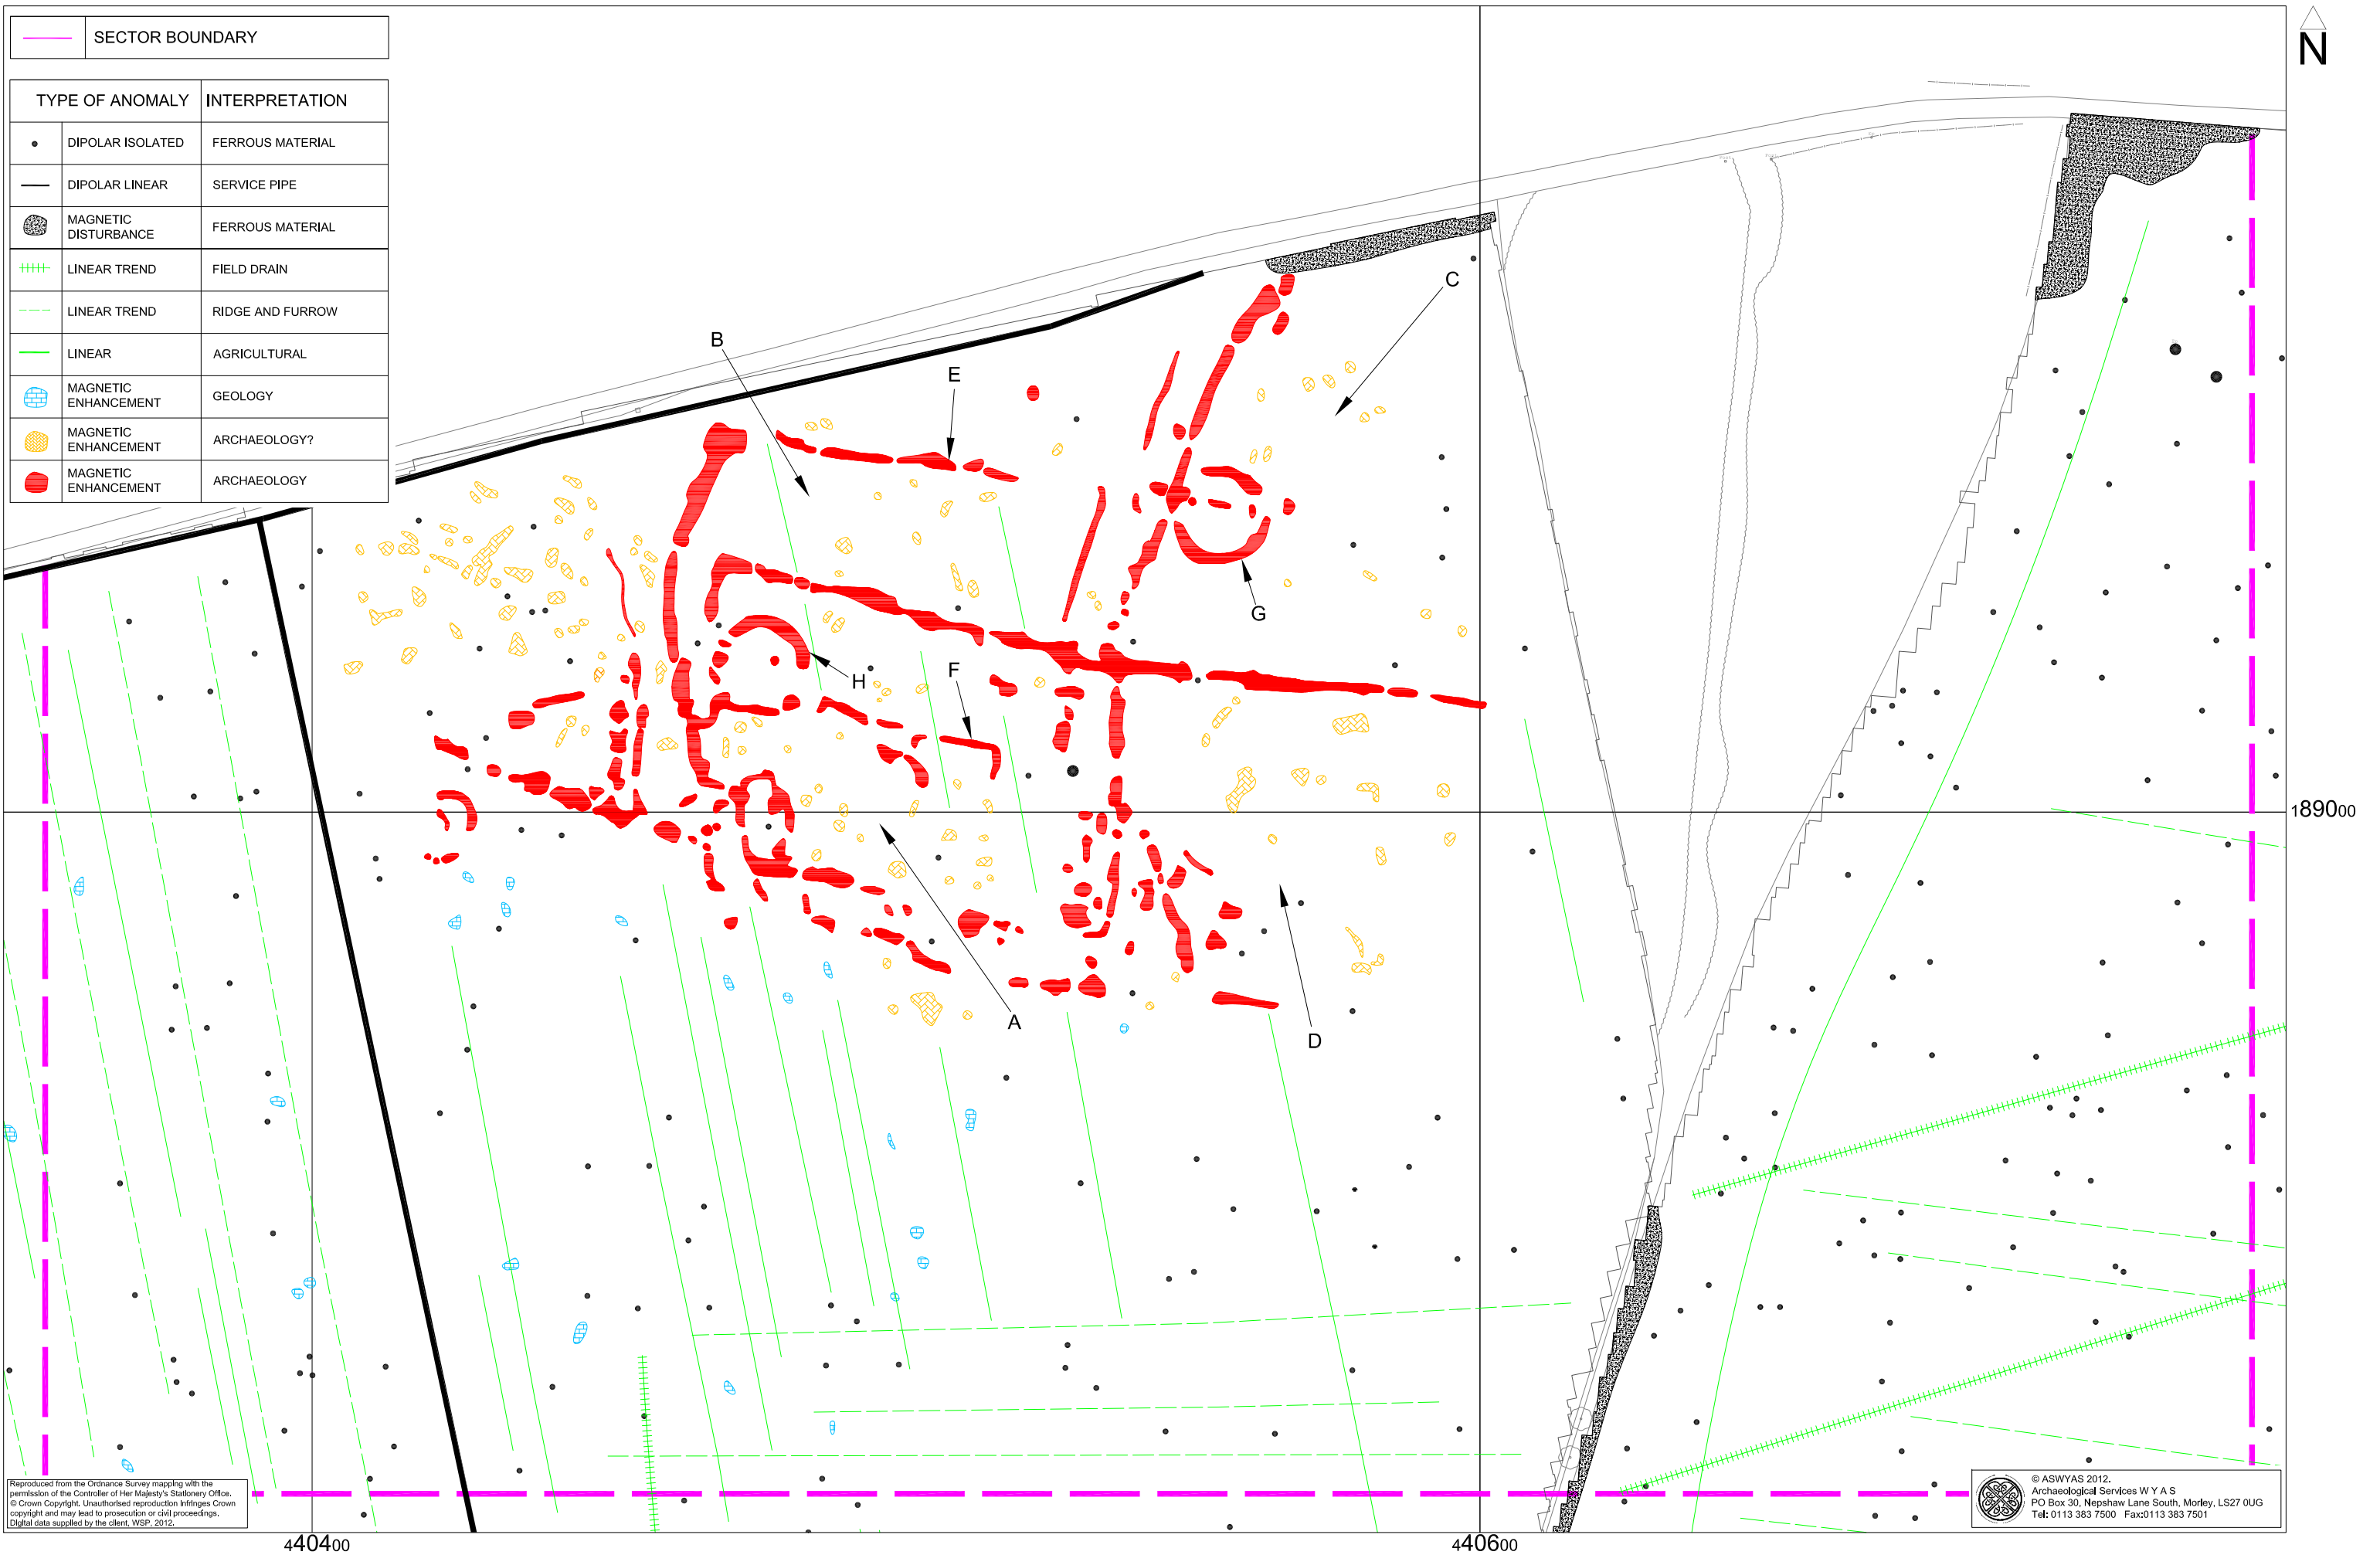 SECTOR BOUNDARY
TYPE OF ANOMALY INTERPRETATION
DIPOLAR ISOLATED FERROUS MATERIAL
DIPOLAR LINEAR SERVICE PIPE
MAGNETIC
DISTURBANCE
FERROUS MATERIAL
LINEAR TREND FIELD DRAIN
LINEAR TREND RIDGE AND FURROW
LINEAR AGRICULTURAL
MAGNETIC
ENHANCEMENT
GEOLOGY
MAGNETIC
ENHANCEMENT
ARCHAEOLOGY?
MAGNETIC
ENHANCEMENT
ARCHAEOLOGY
N
C
B
E
G
H
F
A
D
189000
Reproduced from the Ordnance Survey mapping with the
permission of the Controller of Her Majesty's Stationery Office.
© Crown Copyright. Unauthorised reproduction infringes Crown
copyright and may lead to prosecution or civil proceedings.
Digital data supplied by the client, WSP, 2012.
© ASWYAS 2012.
Archaeological Services W Y A S
PO Box 30, Nepshaw Lane South, Morley, LS27 0UG
Tel: 0113 383 7500 Fax:0113 383 7501
440400
440600